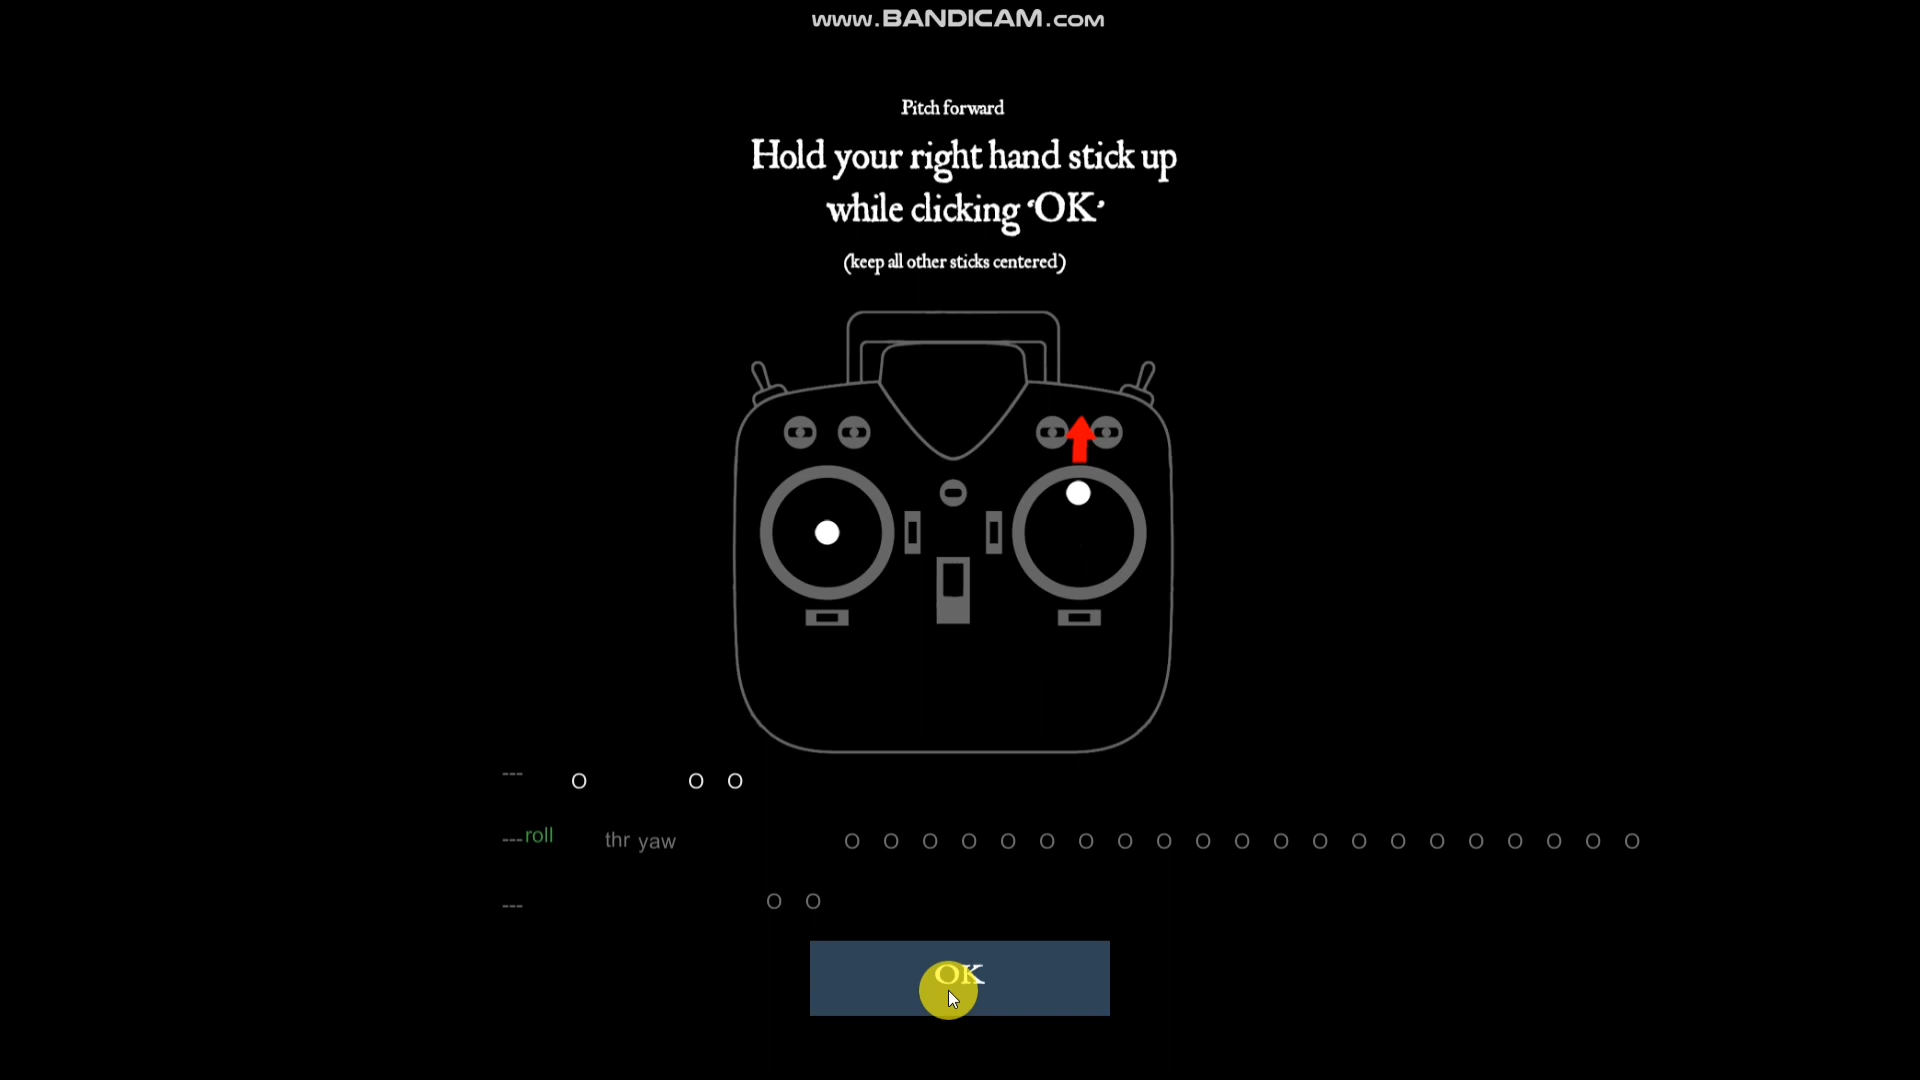 www.BANDICAM.com
Pitch forward
Hold your right hand stick up
while clicking ‘OK’
(keep all other sticks centered)
--- O O O
---roll thr yaw O O O O O O O O O O O O O O O O O O O O O
--- O O
OK